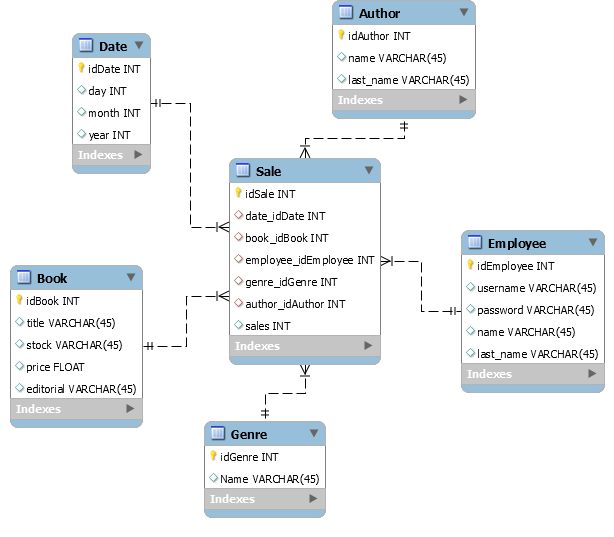 Author
idAuthor INT
name VARCHAR(45)
last_name VARCHAR(45)
Indexes
Date
idDate INT
day INT
month INT
year INT
Indexes
Sale
idSale INT
date_idDate INT
book_idBook INT
employee_idEmployee INT
genre_idGenre INT
author_idAuthor INT
sales INT
Indexes
Employee
idEmployee INT
username VARCHAR(45)
password VARCHAR(45)
name VARCHAR(45)
last_name VARCHAR(45)
Indexes
Book
idBook INT
title VARCHAR(45)
stock VARCHAR(45)
price FLOAT
editorial VARCHAR(45)
Indexes
Genre
idGenre INT
Name VARCHAR(45)
Indexes